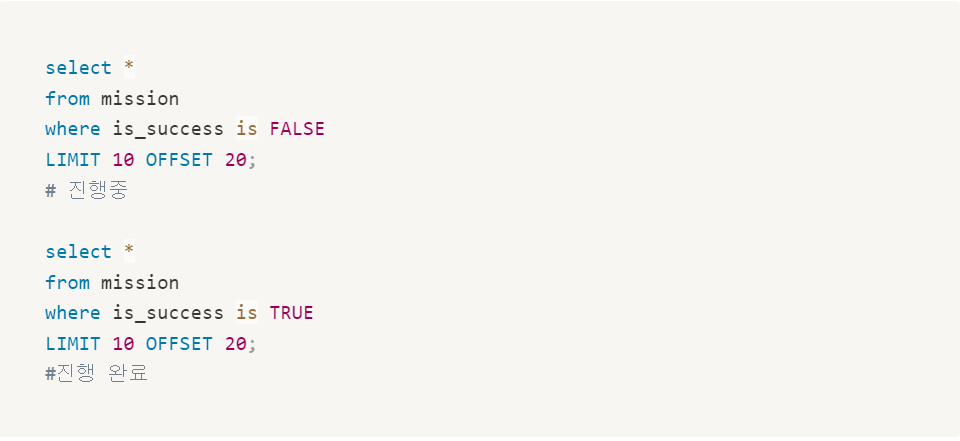 select *
from mission
where is_success is FALSE
LIMIT 10 OFFSET 20;
# 진행중
select *
from mission
where is_success is TRUE
LIMIT 10 OFFSET 20;
#진행 완료